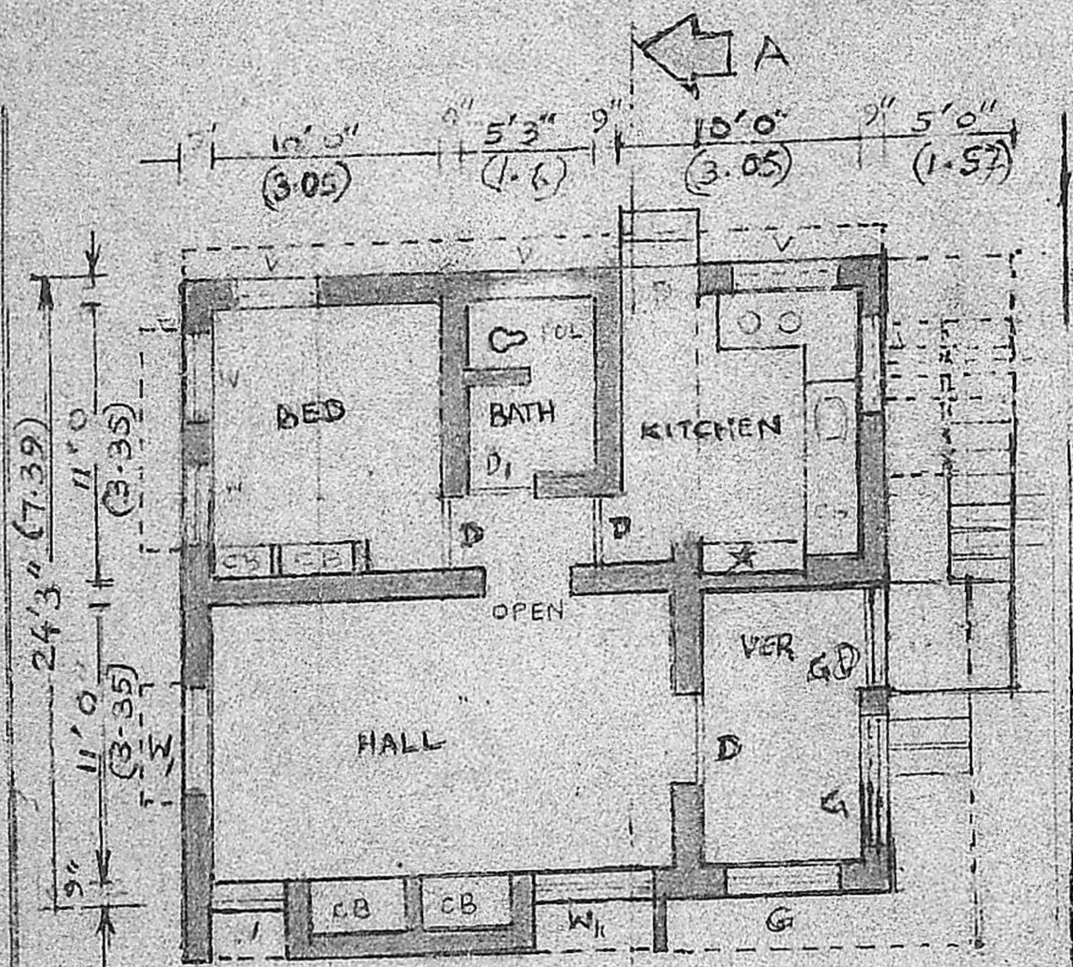 A
10'0" 9" 5'3" 9" 10'0" 9" 5'0"
(3.05) (1.6) (3.05) (1.57)
V V V
D
W
BED
BATH
KITCHEN
D1
D D
CB CB
24'3" (7.39)
11'0
(3.35)
OPEN
VER
GD
HALL
D
G
11'0
(3.35)
9"
CB CB
W
G